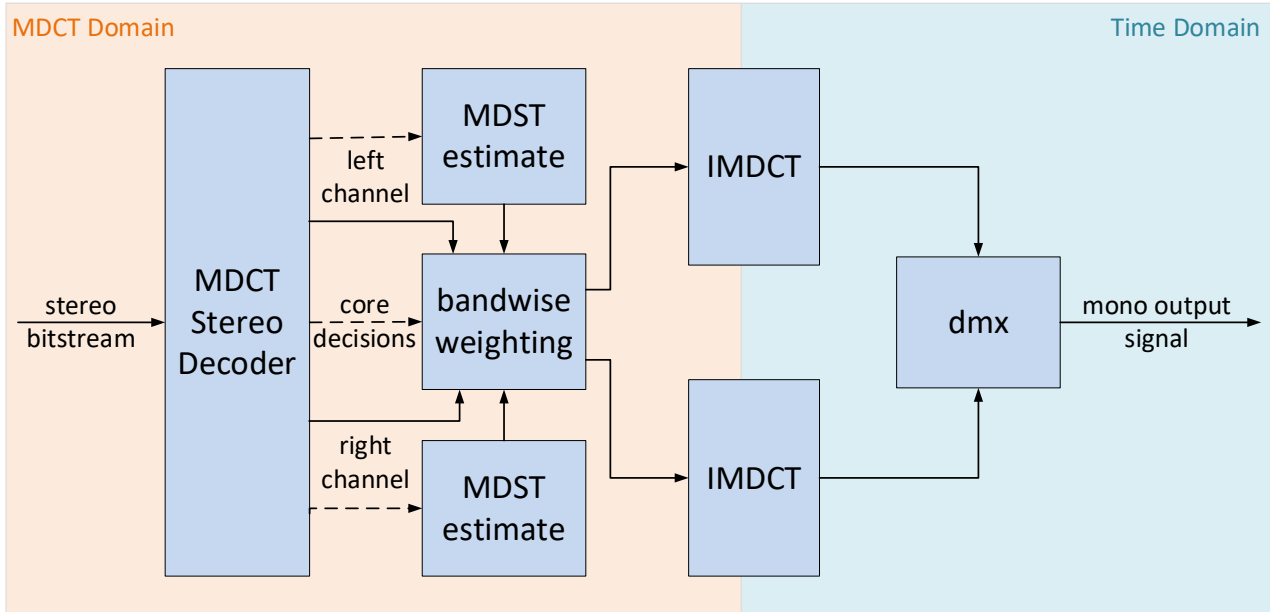 MDCT Domain
Time Domain
stereo
bitstream
MDCT
Stereo
Decoder
left
channel
core
decisions
right
channel
MDST
estimate
bandwise
weighting
MDST
estimate
IMDCT
IMDCT
dmx
mono output
signal